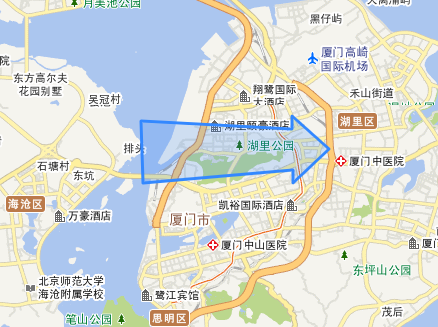 月美池公园
黑仔屿
厦门高崎
国际机场
东方高尔夫
花园别墅
吴冠村
翔鹭国际
大酒店
禾山街道
湖里颐豪酒店
湖里区
排头
湖里公园
石塘村
东坑
厦门中医院
海沧区
万豪酒店
凯裕国际酒店
厦门市
厦门中山医院
东坪山公园
北京师范大学
海沧附属学校
鹭江宾馆
笔山公园
思明区
茂后